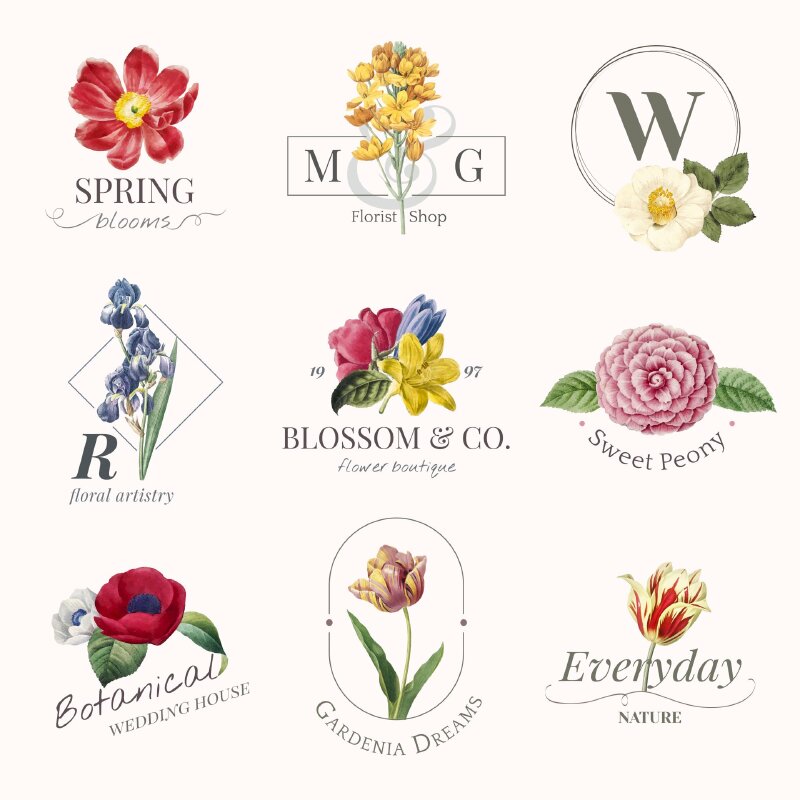 SPRING
blooms
M & G
Florist Shop
W
R
floral artistry
19 97
BLOSSOM & CO.
flower boutique
Sweet Peony
Botanical
WEDDING HOUSE
GARDENIA DREAMS
Everyday
NATURE